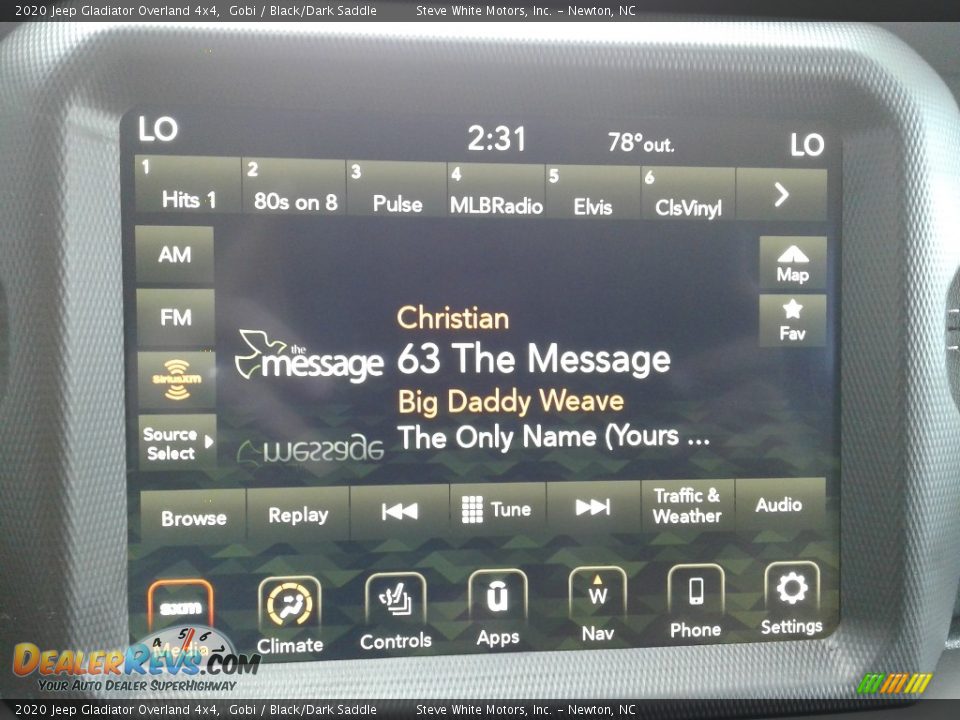 2020 Jeep Gladiator Overland 4x4, Gobi / Black/Dark Saddle Steve White Motors, Inc. – Newton, NC
LO 2:31 78°out. LO
1 Hits 1
2 80s on 8
3 Pulse
4 MLBRadio
5 Elvis
6 ClsVinyl
AM
FM
SiriusXM
Source Select
Map
Fav
the message
Christian
63 The Message
Big Daddy Weave
The Only Name (Yours ...
message
Browse
Replay
Tune
Traffic & Weather
Audio
sxm
Media
Climate
Controls
Apps
W
Nav
Phone
Settings
4 5 6
DealerRevs.com
Your Auto Dealer SuperHighway
2020 Jeep Gladiator Overland 4x4, Gobi / Black/Dark Saddle Steve White Motors, Inc. – Newton, NC